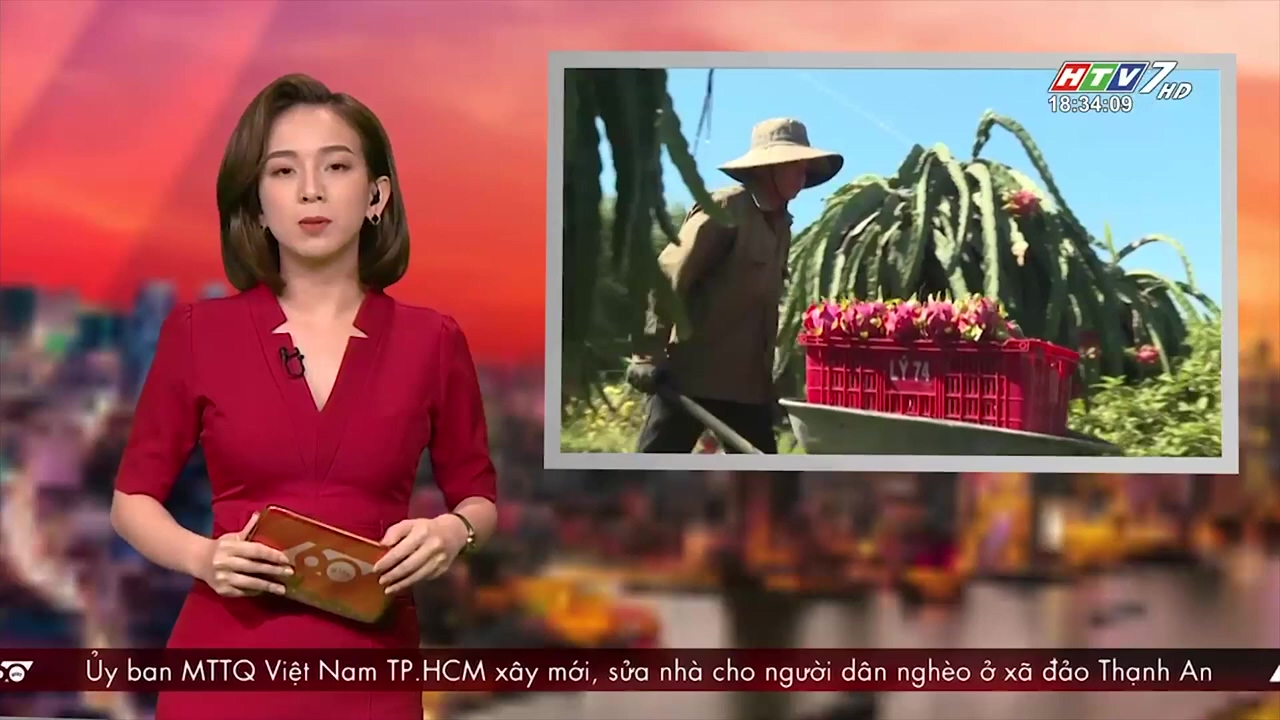 HTV7 HD
18:34:09
LÝ 74
Ủy ban MTTQ Việt Nam TP.HCM xây mới, sửa nhà cho người dân nghèo ở xã đảo Thạnh An